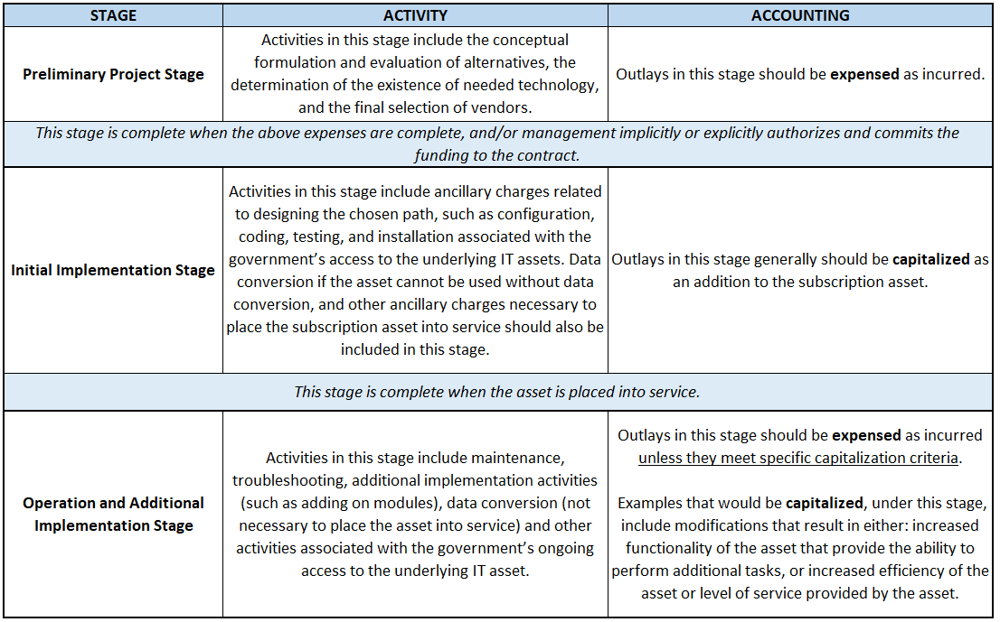 STAGE
ACTIVITY
ACCOUNTING
Preliminary Project Stage
Activities in this stage include the conceptual
formulation and evaluation of alternatives, the
determination of the existence of needed technology,
and the final selection of vendors.
Outlays in this stage should be expensed as incurred.
This stage is complete when the above expenses are complete, and/or management implicitly or explicitly authorizes and commits the
funding to the contract.
Initial Implementation Stage
Activities in this stage include ancillary charges related
to designing the chosen path, such as configuration,
coding, testing, and installation associated with the
government’s access to the underlying IT assets. Data
conversion if the asset cannot be used without data
conversion, and other ancillary charges necessary to
place the subscription asset into service should also be
included in this stage.
Outlays in this stage generally should be capitalized as
an addition to the subscription asset.
This stage is complete when the asset is placed into service.
Operation and Additional
Implementation Stage
Activities in this stage include maintenance,
troubleshooting, additional implementation activities
(such as adding on modules), data conversion (not
necessary to place the asset into service) and other
activities associated with the government’s ongoing
access to the underlying IT asset.
Outlays in this stage should be expensed as incurred
unless they meet specific capitalization criteria.
Examples that would be capitalized, under this stage,
include modifications that result in either: increased
functionality of the asset that provide the ability to
perform additional tasks, or increased efficiency of the
asset or level of service provided by the asset.